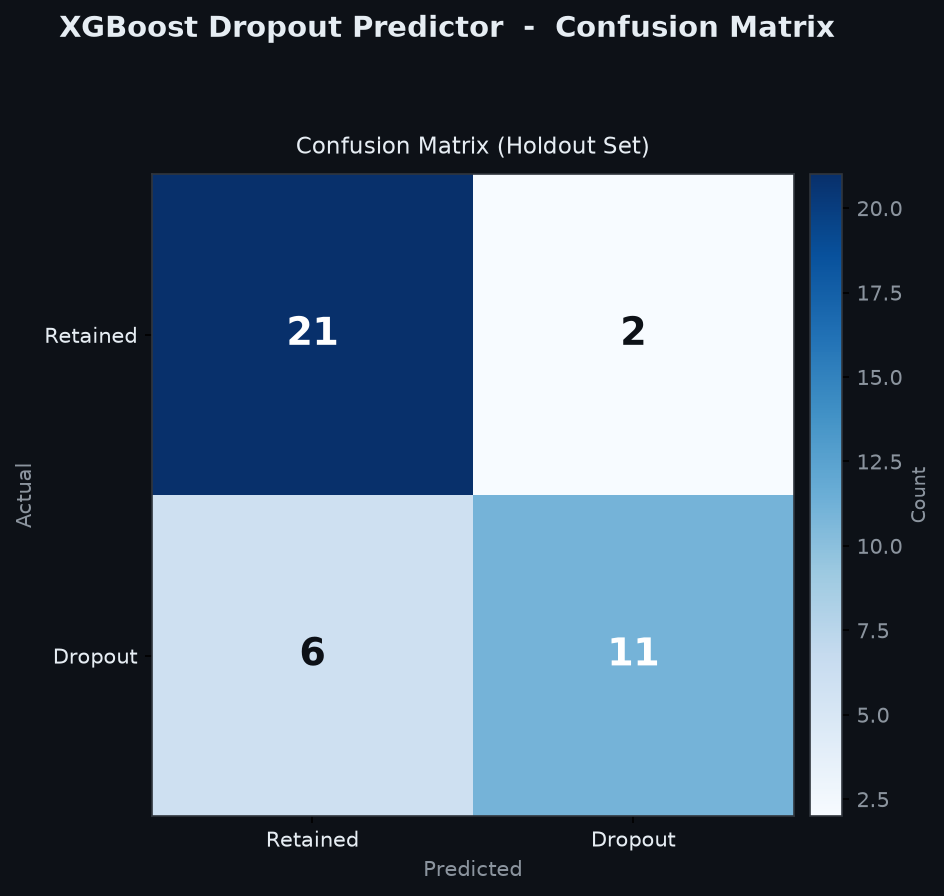 XGBoost Dropout Predictor - Confusion Matrix
Confusion Matrix (Holdout Set)
Retained
Dropout
Actual
21
2
6
11
Retained
Dropout
Predicted
20.0
17.5
15.0
12.5
10.0
7.5
5.0
2.5
Count